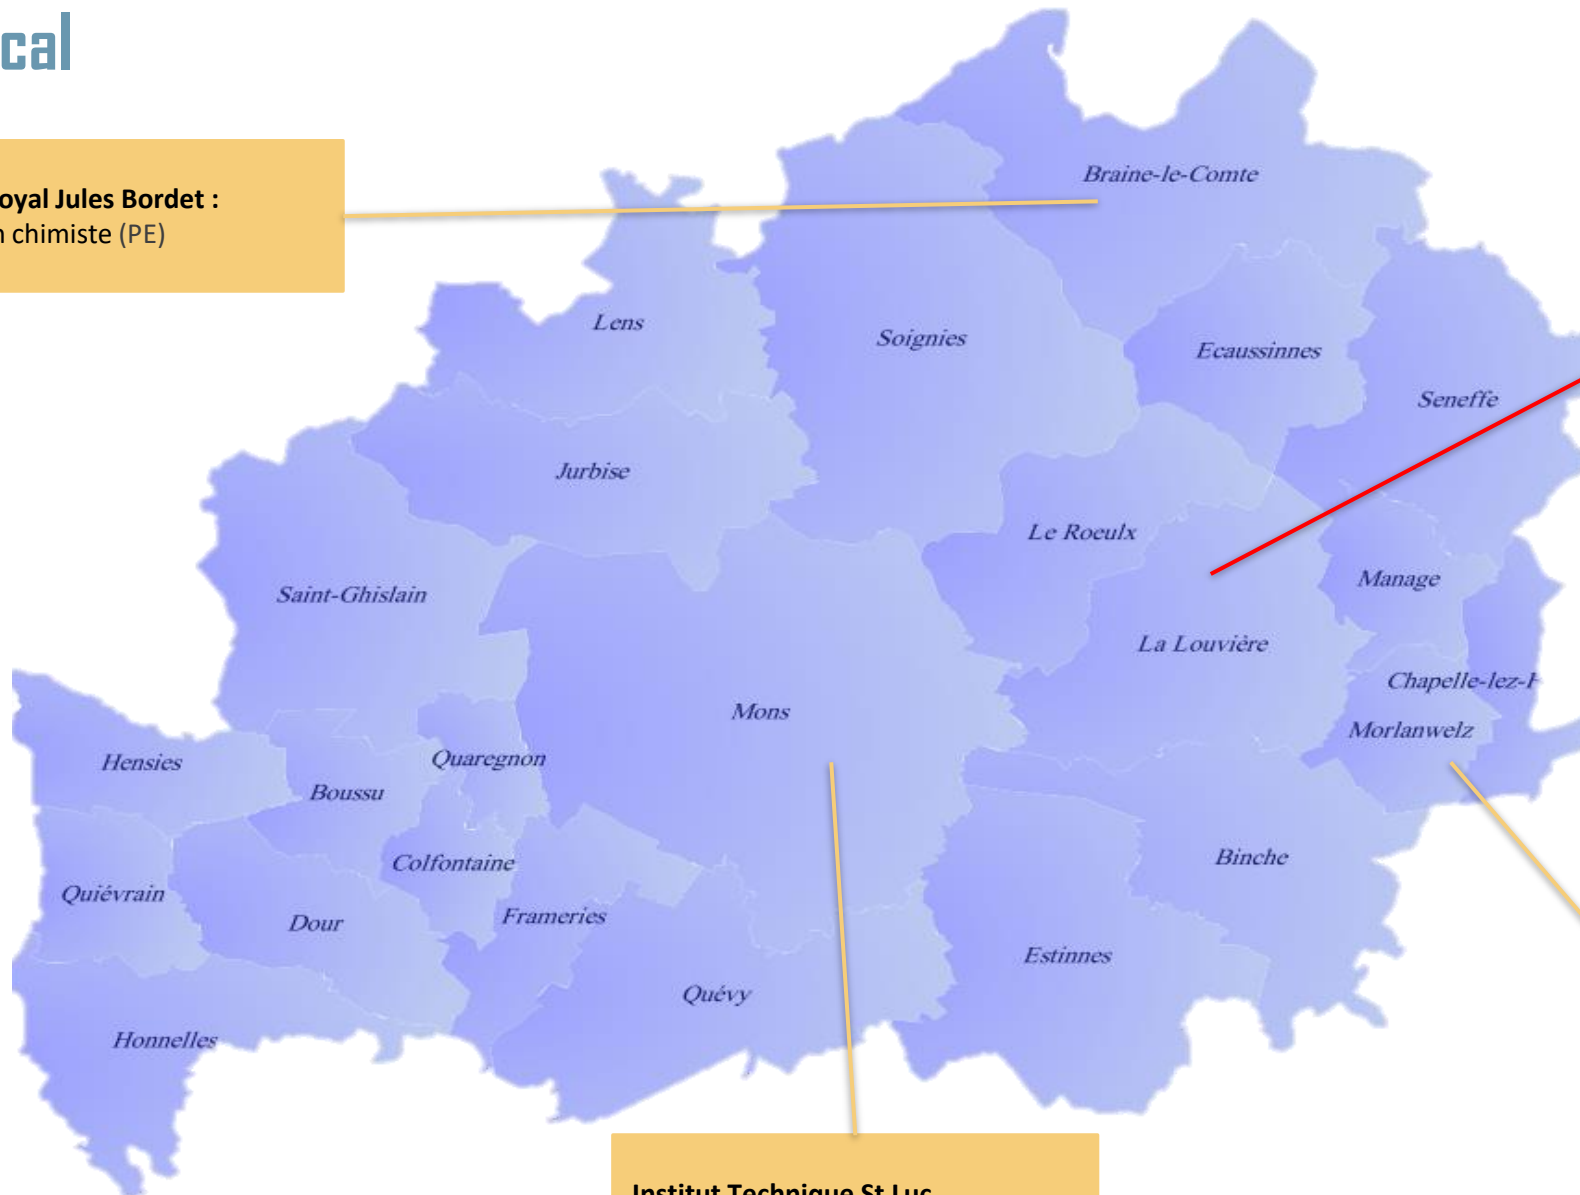 cal
oyal Jules Bordet :
n chimiste (PE)
Braine-le-Comte
Lens
Soignies
Ecaussinnes
Seneffe
Jurbise
Le Roeulx
Manage
Saint-Ghislain
La Louvière
Chapelle-lez-H
Mons
Morlanwelz
Hensies
Quaregnon
Boussu
Colfontaine
Binche
Quiévrain
Dour
Frameries
Estinnes
Quévy
Honnelles
Institut Technique St Luc